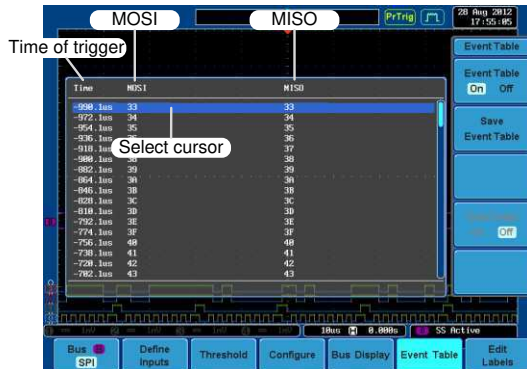 MOSI MISO
PrTrig
28 Aug 2012
17:55:05
Time of trigger
Event Table
Time MOSI MISO
Event Table
On Off
-990.1us 33 33
-972.1us 34 34
-954.1us 35 35
-936.1us 36
-918.1us 37
Select cursor
-900.1us 38 38
-882.1us 39 39
-864.1us 3A 3A
-846.1us 3B 3B
-828.1us 3C 3C
-810.1us 3D 3D
-792.1us 3E 3E
-774.1us 3F 3F
-756.1us 40 40
-738.1us 41 41
-720.1us 42 42
-702.1us 43 43
Save
Event Table
Off
10us 0.000s
SS Active
Bus
SPI
Define
Inputs
Threshold
Configure
Bus Display
Event Table
Edit
Labels